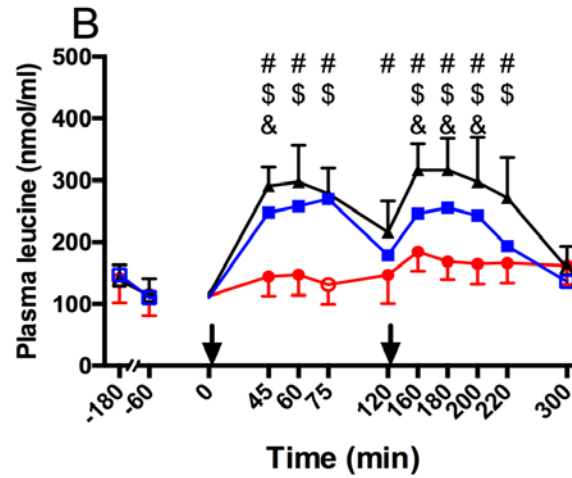 B
Plasma leucine (nmol/ml)
500
400
300
200
100
0
# # # # # # # # #
$ $ $ $ $ $ $
& & & &
-180 -60 0 45 60 75 120 160 180 200 220 300
Time (min)